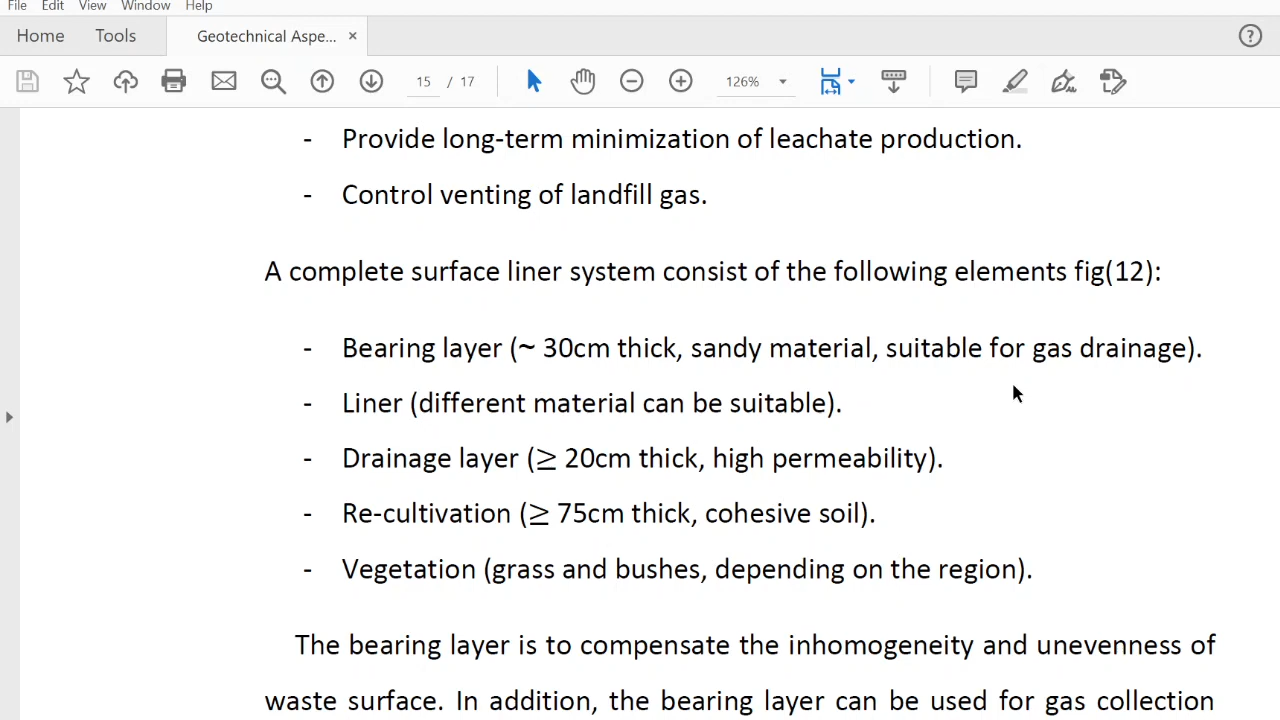 File Edit View Window Help
Home Tools Geotechnical Aspe... ×
15 / 17 126%
- Provide long-term minimization of leachate production.
- Control venting of landfill gas.
A complete surface liner system consist of the following elements fig(12):
- Bearing layer (~ 30cm thick, sandy material, suitable for gas drainage).
- Liner (different material can be suitable).
- Drainage layer (≥ 20cm thick, high permeability).
- Re-cultivation (≥ 75cm thick, cohesive soil).
- Vegetation (grass and bushes, depending on the region).
The bearing layer is to compensate the inhomogeneity and unevenness of
waste surface. In addition, the bearing layer can be used for gas collection